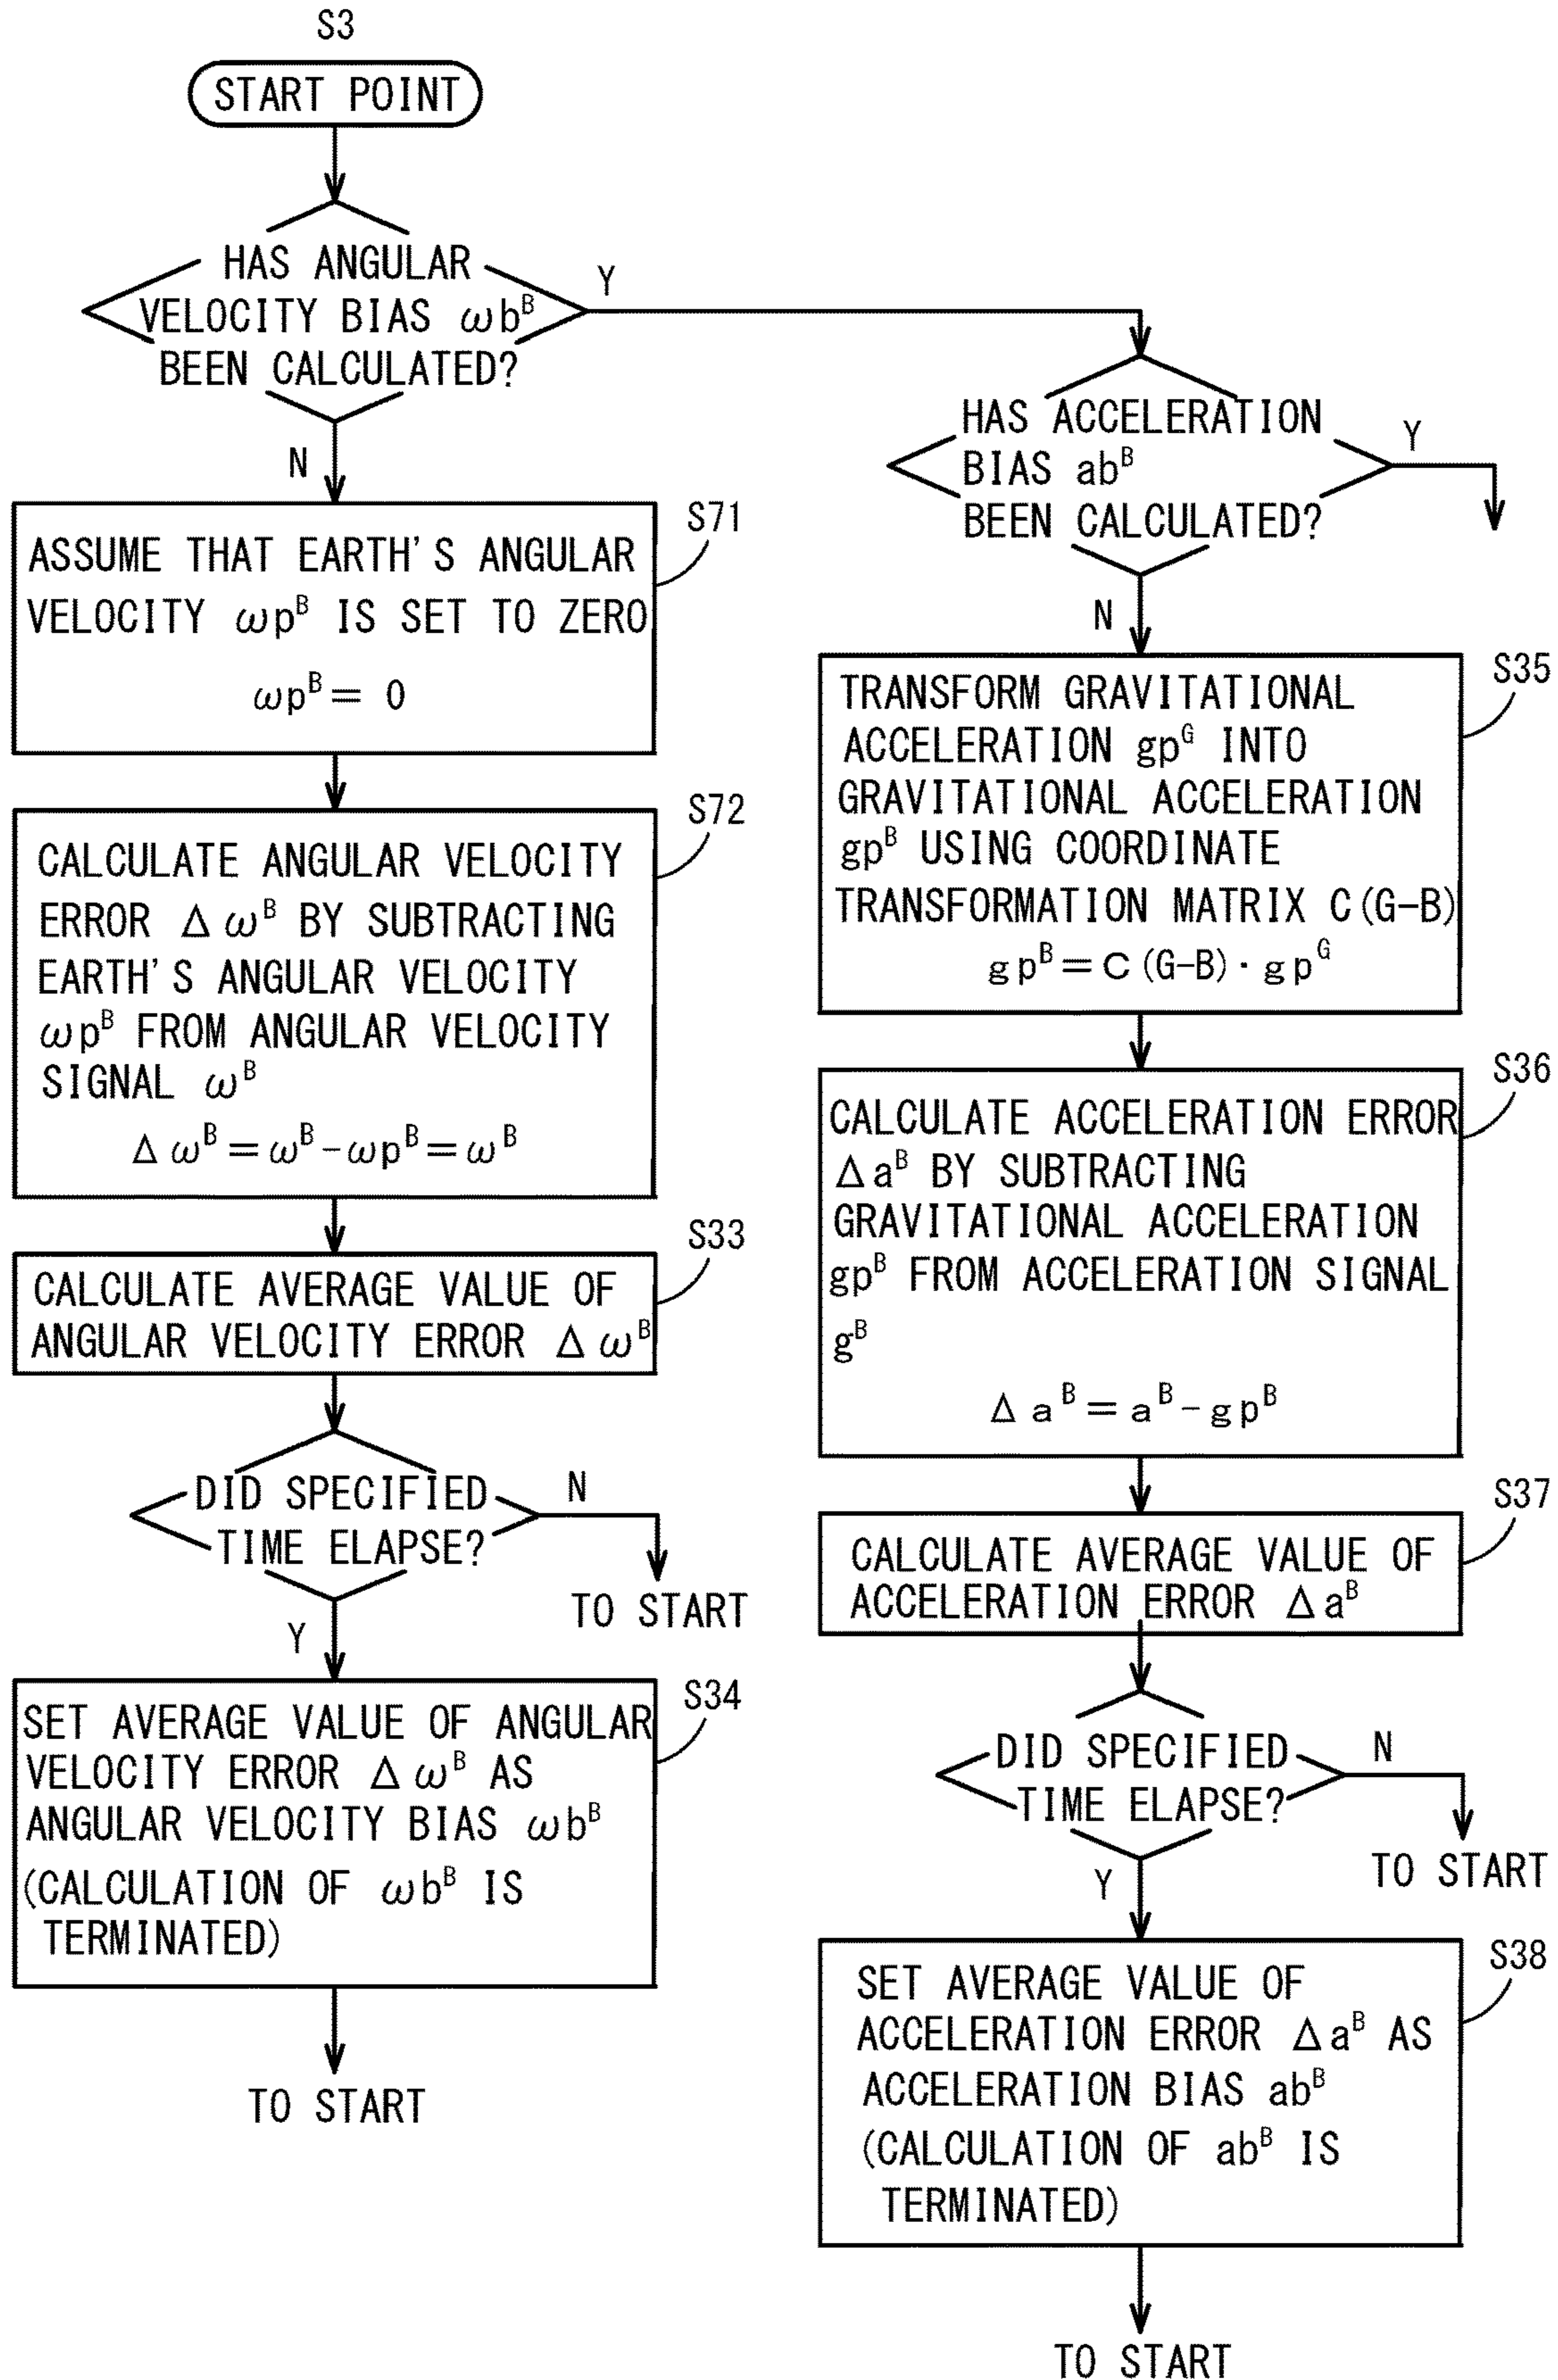 S3
START POINT
HAS ANGULAR
VELOCITY BIAS ωb^B
BEEN CALCULATED?
Y
N
S71
ASSUME THAT EARTH'S ANGULAR
VELOCITY ωp^B IS SET TO ZERO
ωp^B = 0
S72
CALCULATE ANGULAR VELOCITY
ERROR Δω^B BY SUBTRACTING
EARTH'S ANGULAR VELOCITY
ωp^B FROM ANGULAR VELOCITY
SIGNAL ω^B
Δω^B = ω^B - ωp^B = ω^B
S33
CALCULATE AVERAGE VALUE OF
ANGULAR VELOCITY ERROR Δω^B
DID SPECIFIED
TIME ELAPSE?
N
TO START
Y
S34
SET AVERAGE VALUE OF ANGULAR
VELOCITY ERROR Δω^B AS
ANGULAR VELOCITY BIAS ωb^B
(CALCULATION OF ωb^B IS
TERMINATED)
TO START
HAS ACCELERATION
BIAS ab^B
BEEN CALCULATED?
Y
N
S35
TRANSFORM GRAVITATIONAL
ACCELERATION gp^G INTO
GRAVITATIONAL ACCELERATION
gp^B USING COORDINATE
TRANSFORMATION MATRIX C(G-B)
gp^B = C(G-B)・gp^G
S36
CALCULATE ACCELERATION ERROR
Δa^B BY SUBTRACTING
GRAVITATIONAL ACCELERATION
gp^B FROM ACCELERATION SIGNAL
g^B
Δa^B = a^B - gp^B
S37
CALCULATE AVERAGE VALUE OF
ACCELERATION ERROR Δa^B
DID SPECIFIED
TIME ELAPSE?
N
TO START
Y
S38
SET AVERAGE VALUE OF
ACCELERATION ERROR Δa^B AS
ACCELERATION BIAS ab^B
(CALCULATION OF ab^B IS
TERMINATED)
TO START